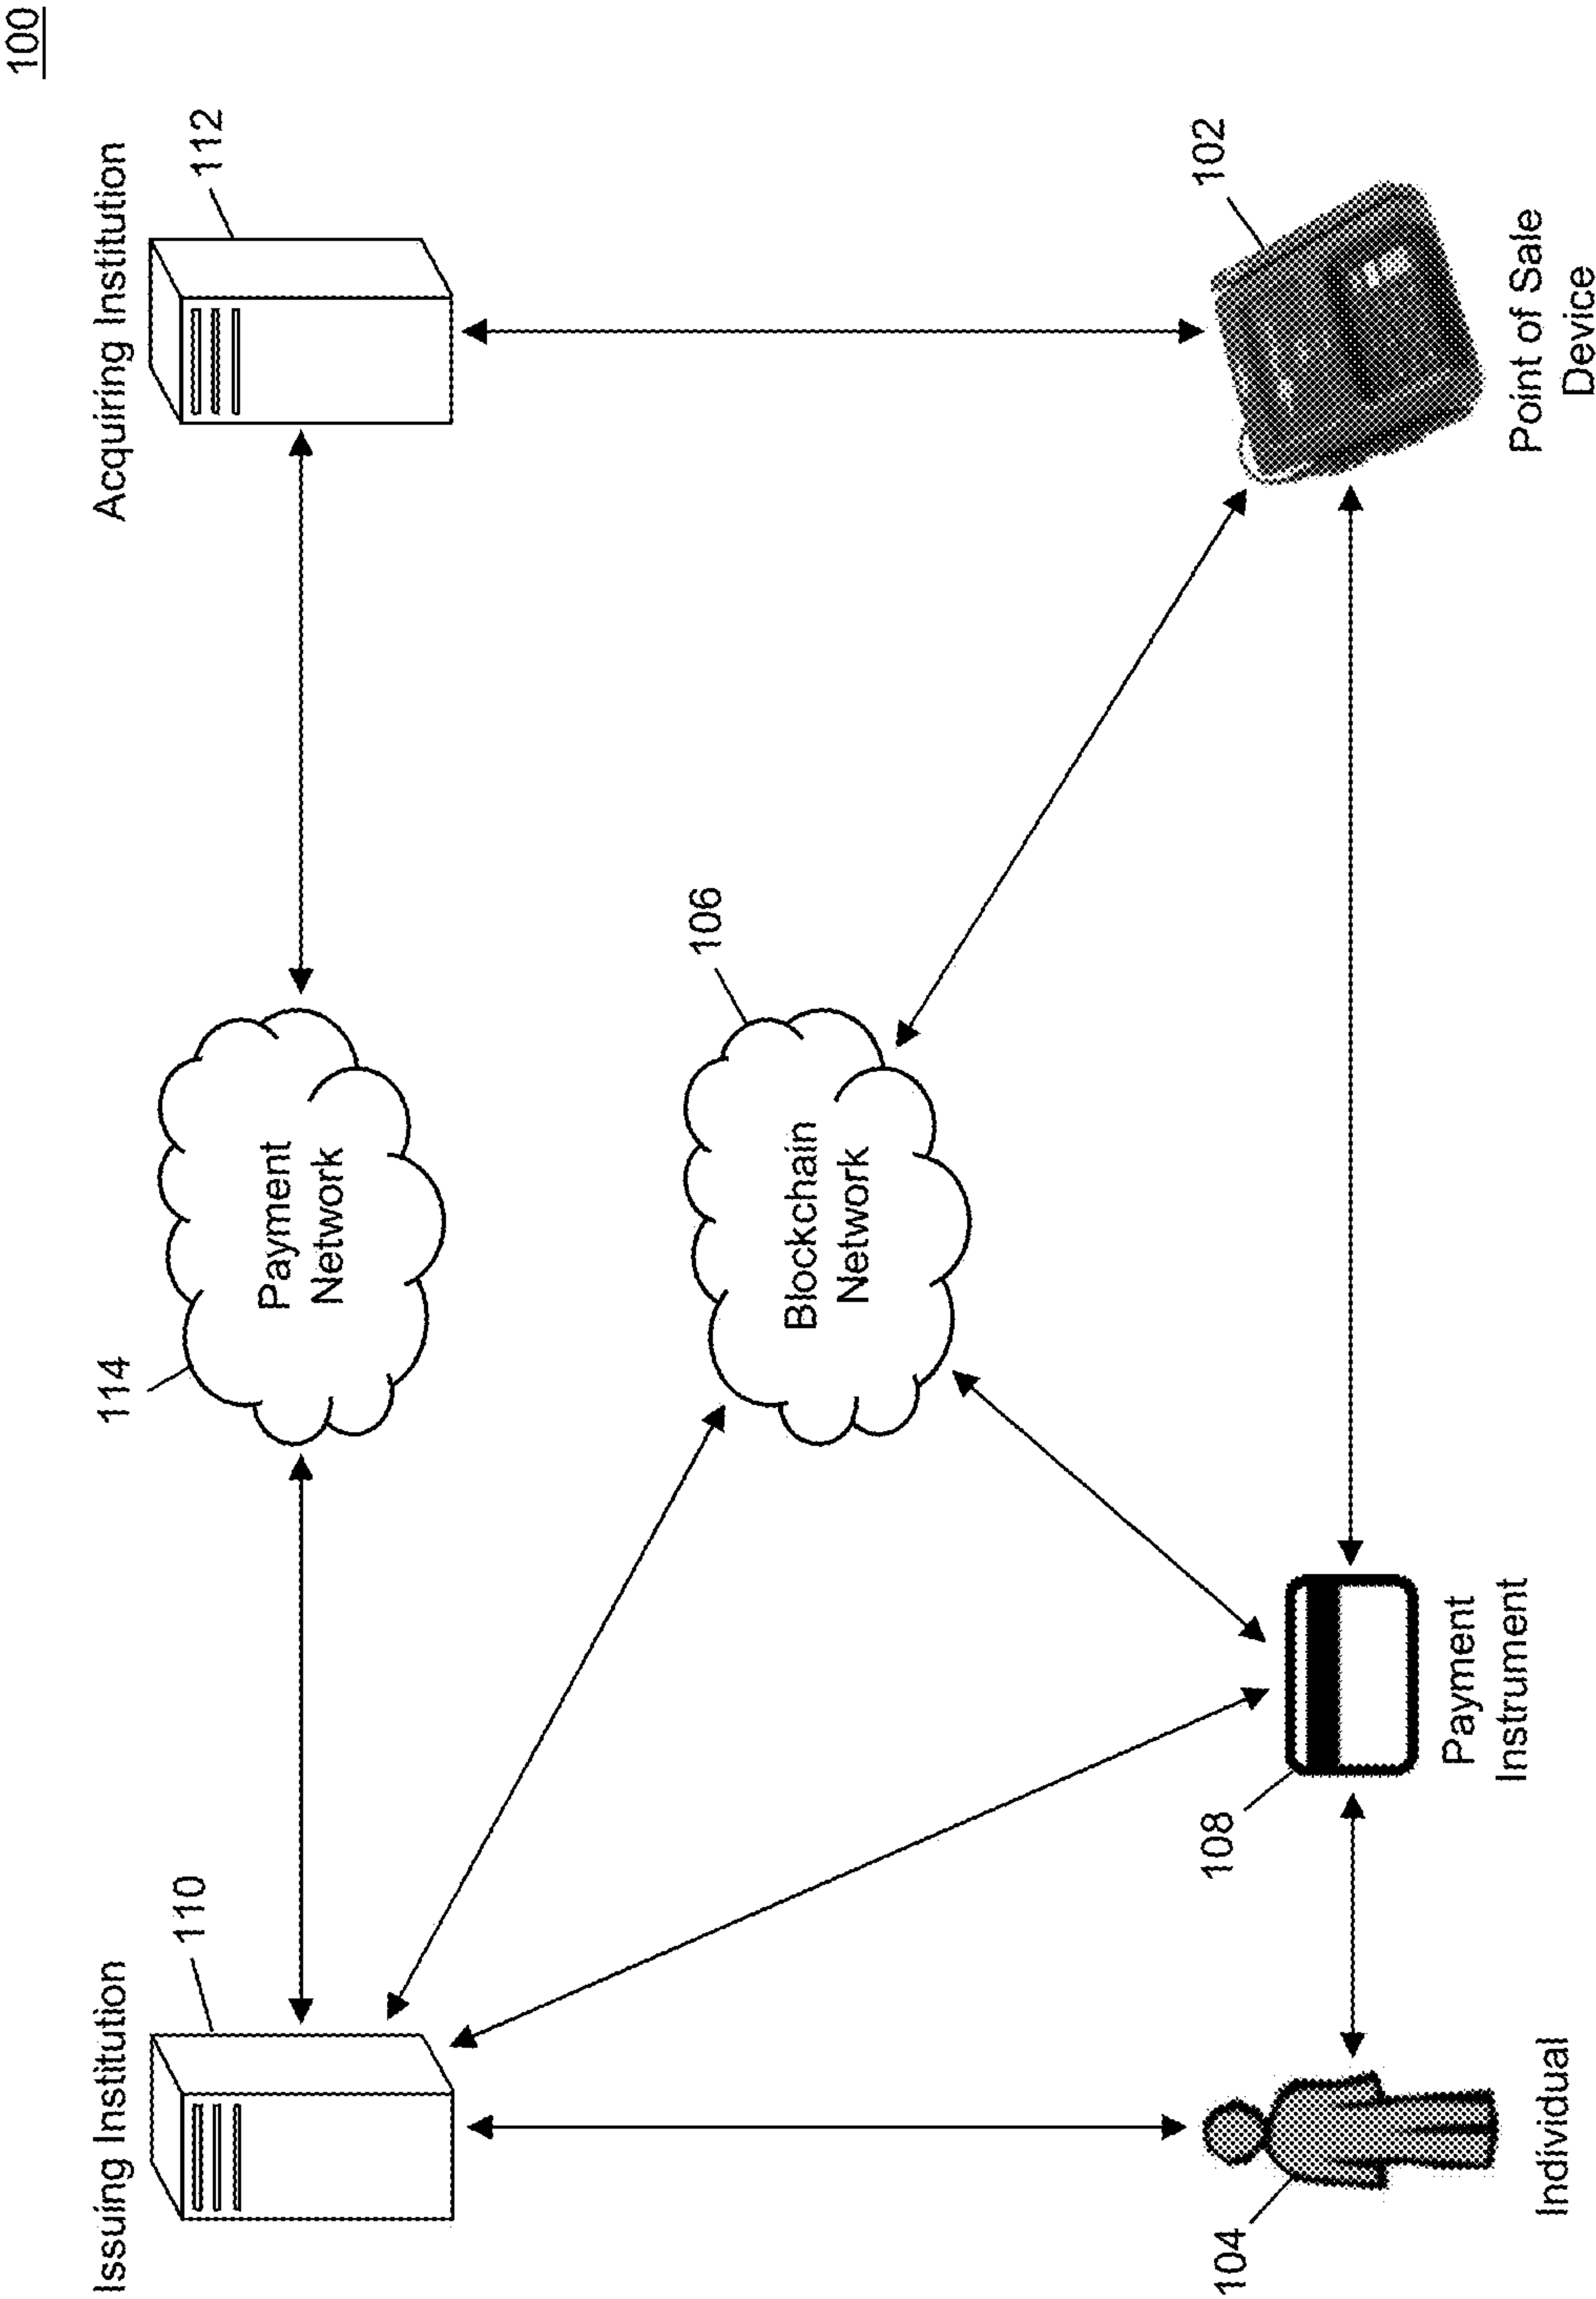 100
Issuing Institution
110
114
Payment
Network
Acquiring Institution
112
106
Blockchain
Network
104
Individual
108
Payment
Instrument
102
Point of Sale
Device